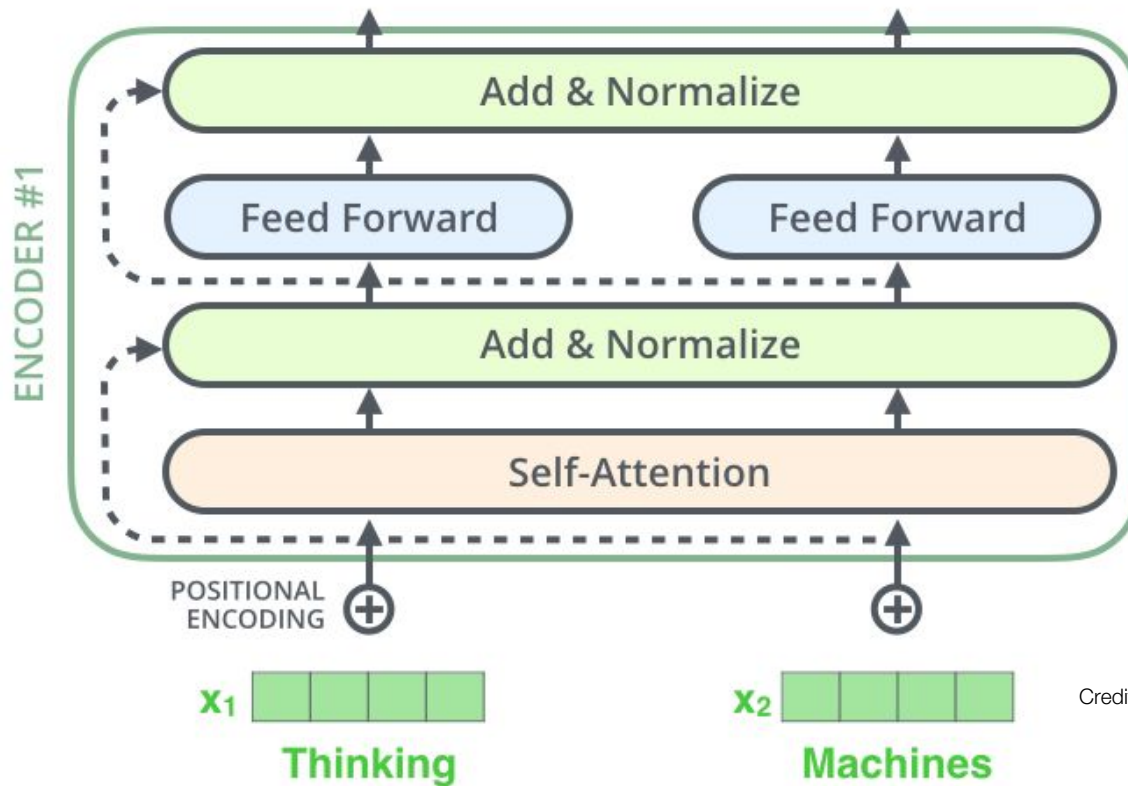 Add & Normalize
Feed Forward
Feed Forward
ENCODER #1
Add & Normalize
Self-Attention
POSITIONAL
ENCODING
x₁
x₂
Thinking
Machines